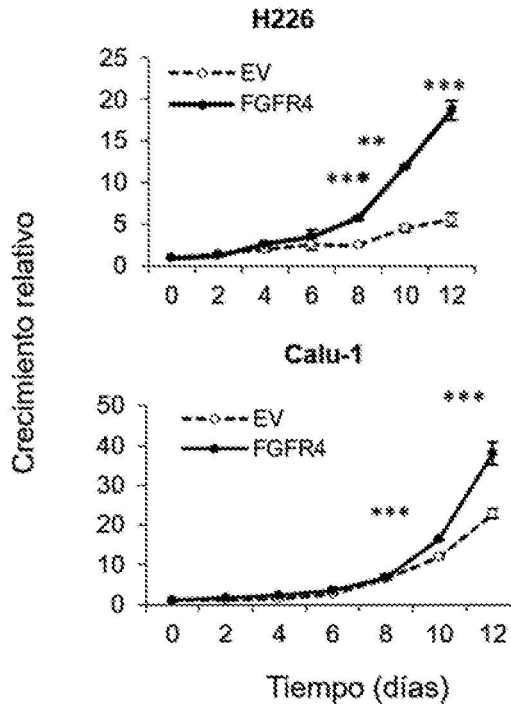 H226
25
20
15
10
5
0
EV
FGFR4
***
**
***
0 2 4 6 8 10 12
Crecimiento relativo
Calu-1
50
40
30
20
10
0
EV
FGFR4
***
***
0 2 4 6 8 10 12
Tiempo (días)